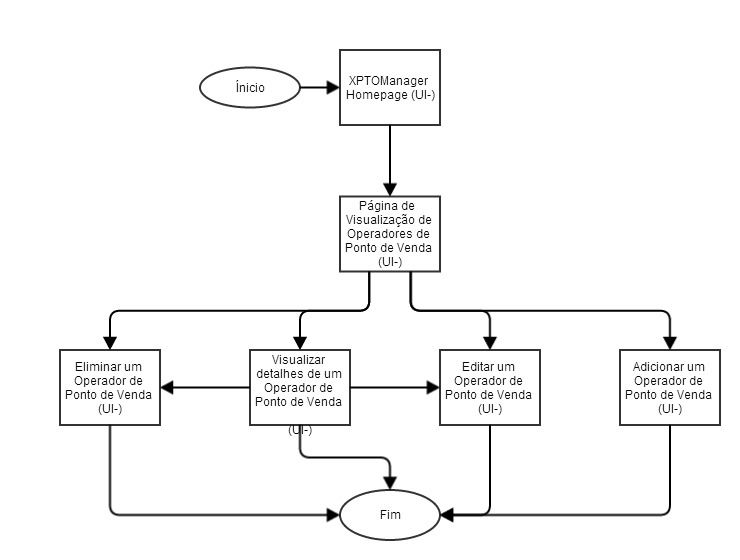 Ínicio
XPTOManager
Homepage (UI-)
Página de
Visualização de
Operadores de
Ponto de Venda
(UI-)
Eliminar um
Operador de
Ponto de Venda
(UI-)
Visualizar
detalhes de um
Operador de
Ponto de Venda
(UI-)
Editar um
Operador de
Ponto de Venda
(UI-)
Adicionar um
Operador de
Ponto de Venda
(UI-)
Fim